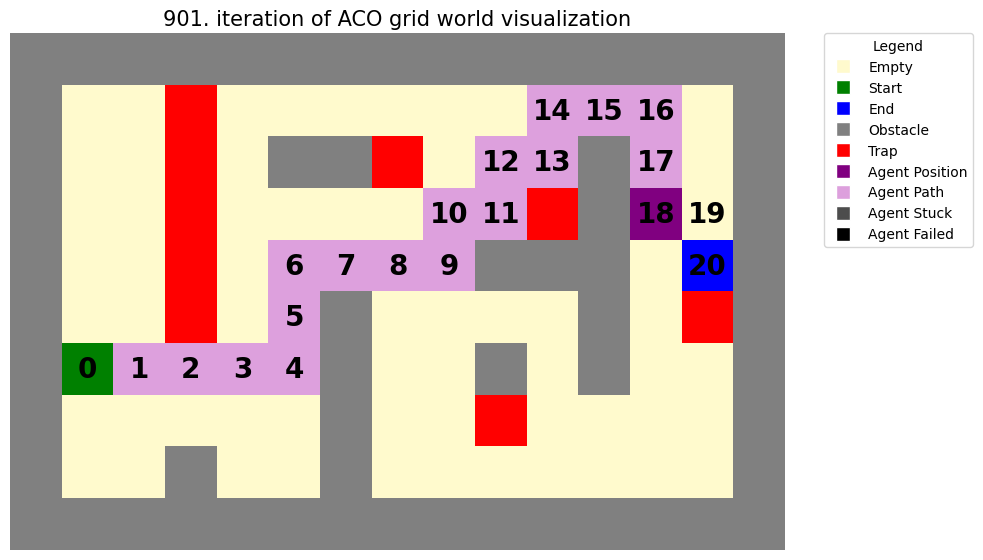 901. iteration of ACO grid world visualization
Legend
Empty
Start
End
Obstacle
Trap
Agent Position
Agent Path
Agent Stuck
Agent Failed
14 15 16
12 13 17
10 11 18 19
6 7 8 9 20
5
0 1 2 3 4